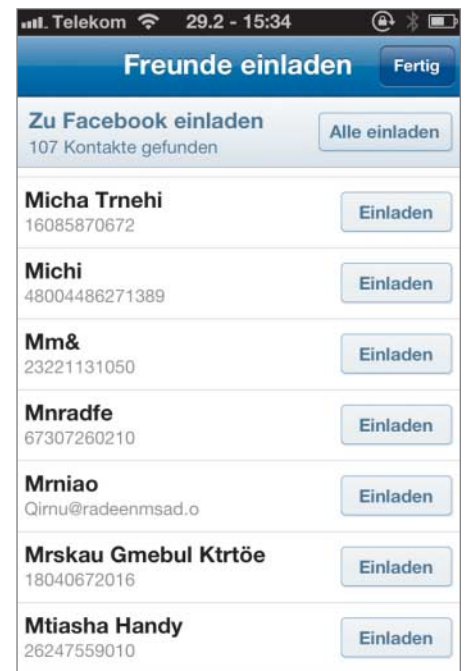 Telekom 29.2 - 15:34
Freunde einladen Fertig
Zu Facebook einladen
107 Kontakte gefunden
Alle einladen
Micha Trnehi
16085870672
Einladen
Michi
48004486271389
Einladen
Mm&
23221131050
Einladen
Mnradfe
67307260210
Einladen
Mrniao
Qirnu@radeenmsad.o
Einladen
Mrskau Gmebul Ktrtöe
18040672016
Einladen
Mtiasha Handy
26247559010
Einladen